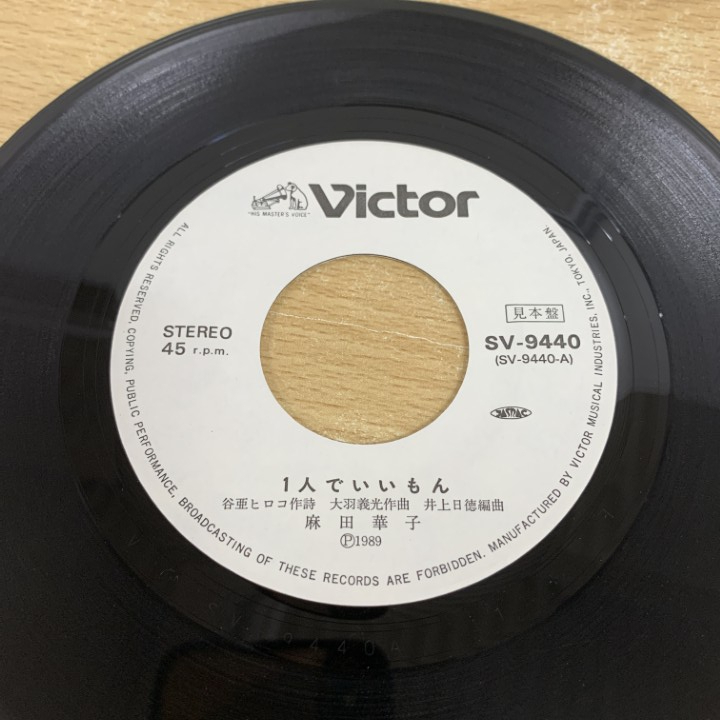 Victor
"HIS MASTER'S VOICE"
見本盤
STEREO
45 r.p.m.
SV-9440
(SV-9440-A)
JASRAC
1人でいいもん
谷亜ヒロコ作詩 大羽義光作曲 井上日徳編曲
麻田華子
Ⓟ1989
ALL RIGHTS RESERVED, COPYING, PUBLIC PERFORMANCE, BROADCASTING OF THESE RECORDS ARE FORBIDDEN. MANUFACTURED BY VICTOR MUSICAL INDUSTRIES, INC., TOKYO, JAPAN.